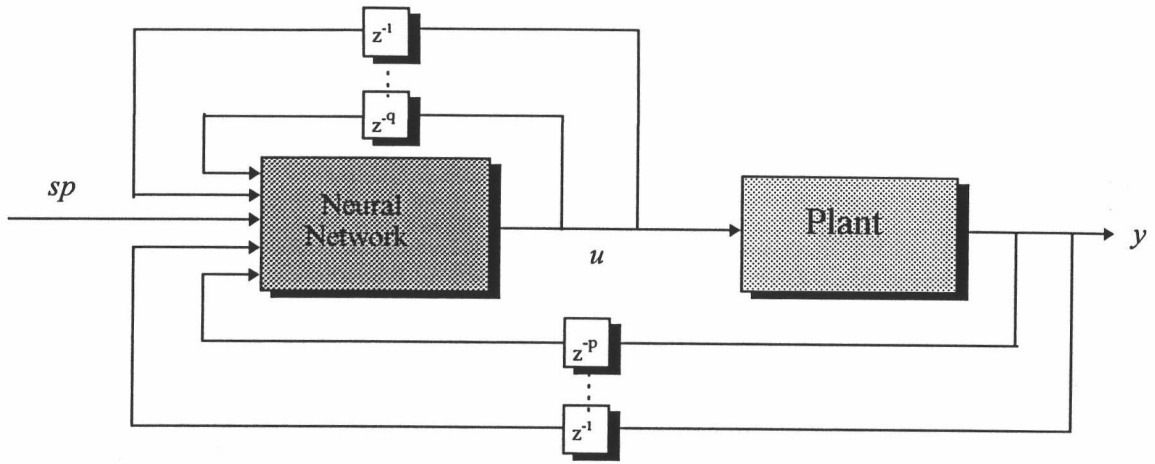 z⁻¹
z⁻q
sp
Neural
Network
Plant
u
y
z⁻p
z⁻¹